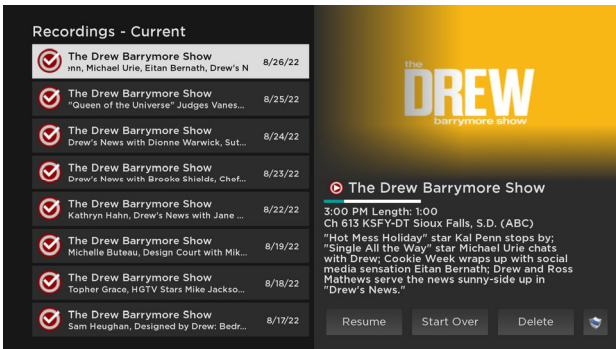 Recordings - Current
The Drew Barrymore Show
enn, Michael Urie, Eitan Bernath, Drew's N
8/26/22
The Drew Barrymore Show
"Queen of the Universe" Judges Vanes...
8/25/22
The Drew Barrymore Show
Drew's News with Dionne Warwick, Sut...
8/24/22
The Drew Barrymore Show
Drew's News with Brooke Shields, Chef...
8/23/22
The Drew Barrymore Show
Kathryn Hahn, Drew's News with Jane ...
8/22/22
The Drew Barrymore Show
Michelle Buteau, Design Court with Mik...
8/19/22
The Drew Barrymore Show
Topher Grace, HGTV Stars Mike Jackso...
8/18/22
The Drew Barrymore Show
Sam Heughan, Designed by Drew: Bedr...
8/17/22
the
DREW
barrymore show
The Drew Barrymore Show
3:00 PM Length: 1:00
Ch 613 KSFY-DT Sioux Falls, S.D. (ABC)
"Hot Mess Holiday" star Kal Penn stops by;
"Single All the Way" star Michael Urie chats
with Drew; Cookie Week wraps up with social
media sensation Eitan Bernath; Drew and Ross
Mathews serve the news sunny-side up in
"Drew's News."
Resume
Start Over
Delete